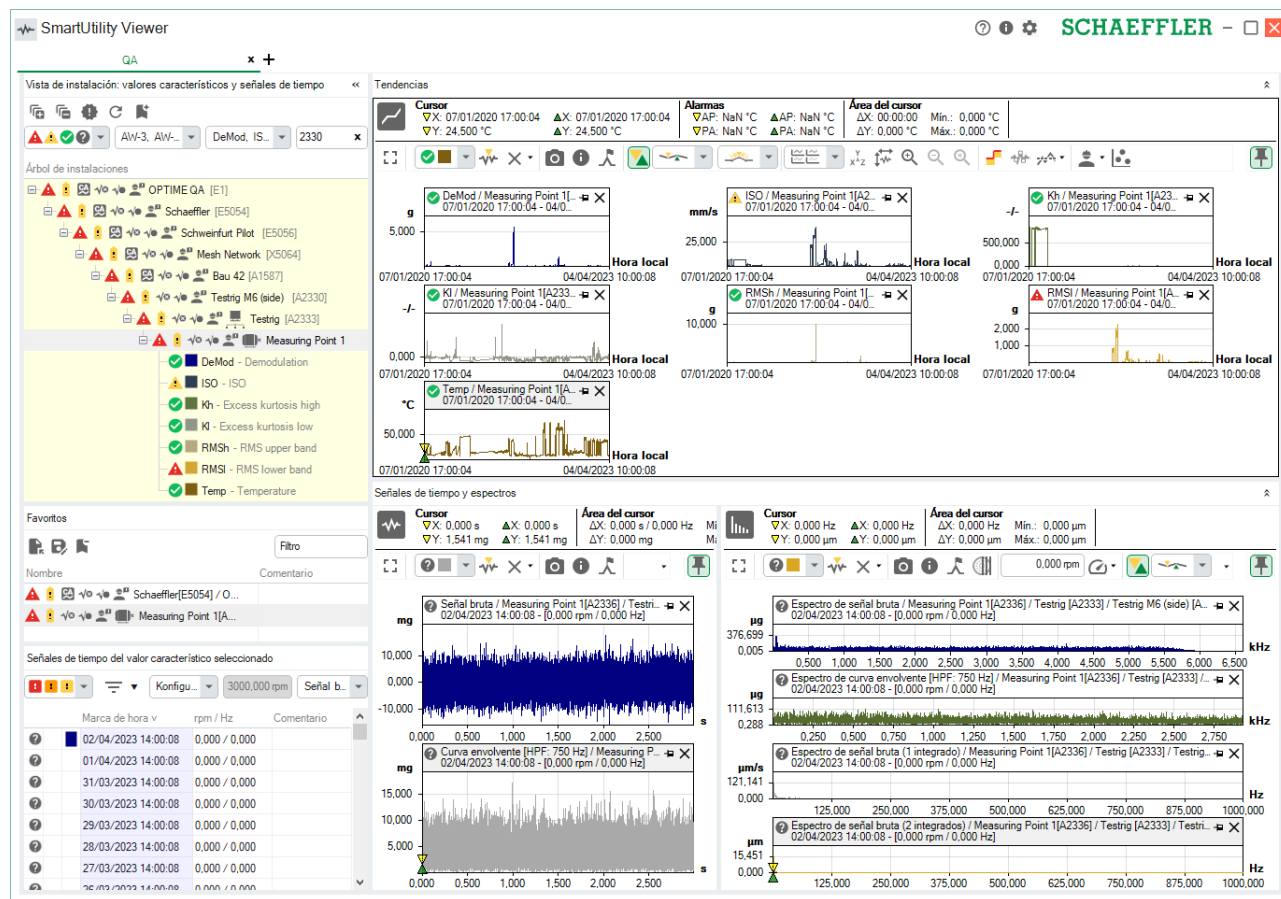 SmartUtility Viewer
SCHAEFFLER
QA
Vista de instalación: valores característicos y señales de tiempo
AW-3, AW-...
DeMod, IS...
2330
Árbol de instalaciones
OPTIME QA [E1]
Schaeffler [E5054]
Schweinfurt Pilot [E5056]
Mesh Network [X5064]
Bau 42 [A1587]
Testrig M6 (side) [A2330]
Testrig [A2333]
Measuring Point 1
DeMod - Demodulation
ISO - ISO
Kh - Excess kurtosis high
Kl - Excess kurtosis low
RMSh - RMS upper band
RMSl - RMS lower band
Temp - Temperature
Favoritos
Filtro
Nombre Comentario
Schaeffler[E5054] / O...
Measuring Point 1[A...
Señales de tiempo del valor característico seleccionado
Konfigu...
3000,000 rpm
Señal b...
Marca de hora rpm / Hz Comentario
02/04/2023 14:00:08 0,000 / 0,000
01/04/2023 14:00:08 0,000 / 0,000
31/03/2023 14:00:08 0,000 / 0,000
30/03/2023 14:00:08 0,000 / 0,000
29/03/2023 14:00:08 0,000 / 0,000
28/03/2023 14:00:08 0,000 / 0,000
27/03/2023 14:00:08 0,000 / 0,000
26/03/2023 14:00:08 0,000 / 0,000
Tendencias
Cursor Alarmas Área del cursor
X: 07/01/2020 17:00:04 X: 07/01/2020 17:00:04 AP: NaN °C AP: NaN °C ΔX: 00:00:00 Mín.: 0,000 °C
Y: 24,500 °C Y: 24,500 °C PA: NaN °C PA: NaN °C ΔY: 0,000 °C Máx.: 0,000 °C
DeMod / Measuring Point 1[...
07/01/2020 17:00:04 - 04/0...
g
5,000
Hora local
07/01/2020 17:00:04 04/04/2023 10:00:08
ISO / Measuring Point 1[A2...
07/01/2020 17:00:04 - 04/0...
mm/s
25,000
Hora local
07/01/2020 17:00:04 04/04/2023 10:00:08
Kh / Measuring Point 1[A23...
07/01/2020 17:00:04 - 04/0...
-/-
500,000
0,000
Hora local
07/01/2020 17:00:04 04/04/2023 10:00:08
Kl / Measuring Point 1[A233...
07/01/2020 17:00:04 - 04/0...
-/-
0,000
Hora local
07/01/2020 17:00:04 04/04/2023 10:00:08
RMSh / Measuring Point 1[...
07/01/2020 17:00:04 - 04/0...
g
10,000
Hora local
07/01/2020 17:00:04 04/04/2023 10:00:08
RMSl / Measuring Point 1[A...
07/01/2020 17:00:04 - 04/0...
g
2,000
1,000
Hora local
07/01/2020 17:00:04 04/04/2023 10:00:08
Temp / Measuring Point 1[A...
07/01/2020 17:00:04 - 04/0...
°C
50,000
Hora local
07/01/2020 17:00:04 04/04/2023 10:00:08
Señales de tiempo y espectros
Cursor Área del cursor
X: 0,000 s X: 0,000 s ΔX: 0,000 s / 0,000 Hz
Y: 1,541 mg Y: 1,541 mg ΔY: 0,000 mg
Señal bruta / Measuring Point 1[A2336] / Testri...
02/04/2023 14:00:08 - [0,000 rpm / 0,000 Hz]
mg
10,000
0,000
-10,000
s
0,000 0,500 1,000 1,500 2,000 2,500
Curva envolvente [HPF: 750 Hz] / Measuring P...
02/04/2023 14:00:08 - [0,000 rpm / 0,000 Hz]
mg
15,000
10,000
5,000
s
0,000 0,500 1,000 1,500 2,000 2,500
Cursor Área del cursor
X: 0,000 Hz X: 0,000 Hz ΔX: 0,000 Hz Mín.: 0,000 µm
Y: 0,000 µm Y: 0,000 µm ΔY: 0,000 µm Máx.: 0,000 µm
0,000 rpm
Espectro de señal bruta / Measuring Point 1[A2336] / Testrig [A2333] / Testrig M6 (side) [A...
02/04/2023 14:00:08 - [0,000 rpm / 0,000 Hz]
µg
376,699
0,005
kHz
0,500 1,000 1,500 2,000 2,500 3,000 3,500 4,000 4,500 5,000 5,500 6,000 6,500
Espectro de curva envolvente [HPF: 750 Hz] / Measuring Point 1[A2336] / Testrig [A2333] /...
02/04/2023 14:00:08 - [0,000 rpm / 0,000 Hz]
µg
111,613
0,288
kHz
0,250 0,500 0,750 1,000 1,250 1,500 1,750 2,000 2,250 2,500 2,750
Espectro de señal bruta (1 integrado) / Measuring Point 1[A2336] / Testrig [A2333] / Testrig...
02/04/2023 14:00:08 - [0,000 rpm / 0,000 Hz]
µm/s
121,141
0,000
Hz
125,000 250,000 375,000 500,000 625,000 750,000 875,000 1000,000
Espectro de señal bruta (2 integrados) / Measuring Point 1[A2336] / Testrig [A2333] / Testri...
02/04/2023 14:00:08 - [0,000 rpm / 0,000 Hz]
µm
15,451
0,000
Hz
125,000 250,000 375,000 500,000 625,000 750,000 875,000 1000,000